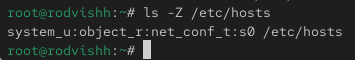 root@rodvishh:~# ls -Z /etc/hosts
system_u:object_r:net_conf_t:s0 /etc/hosts
root@rodvishh:~#